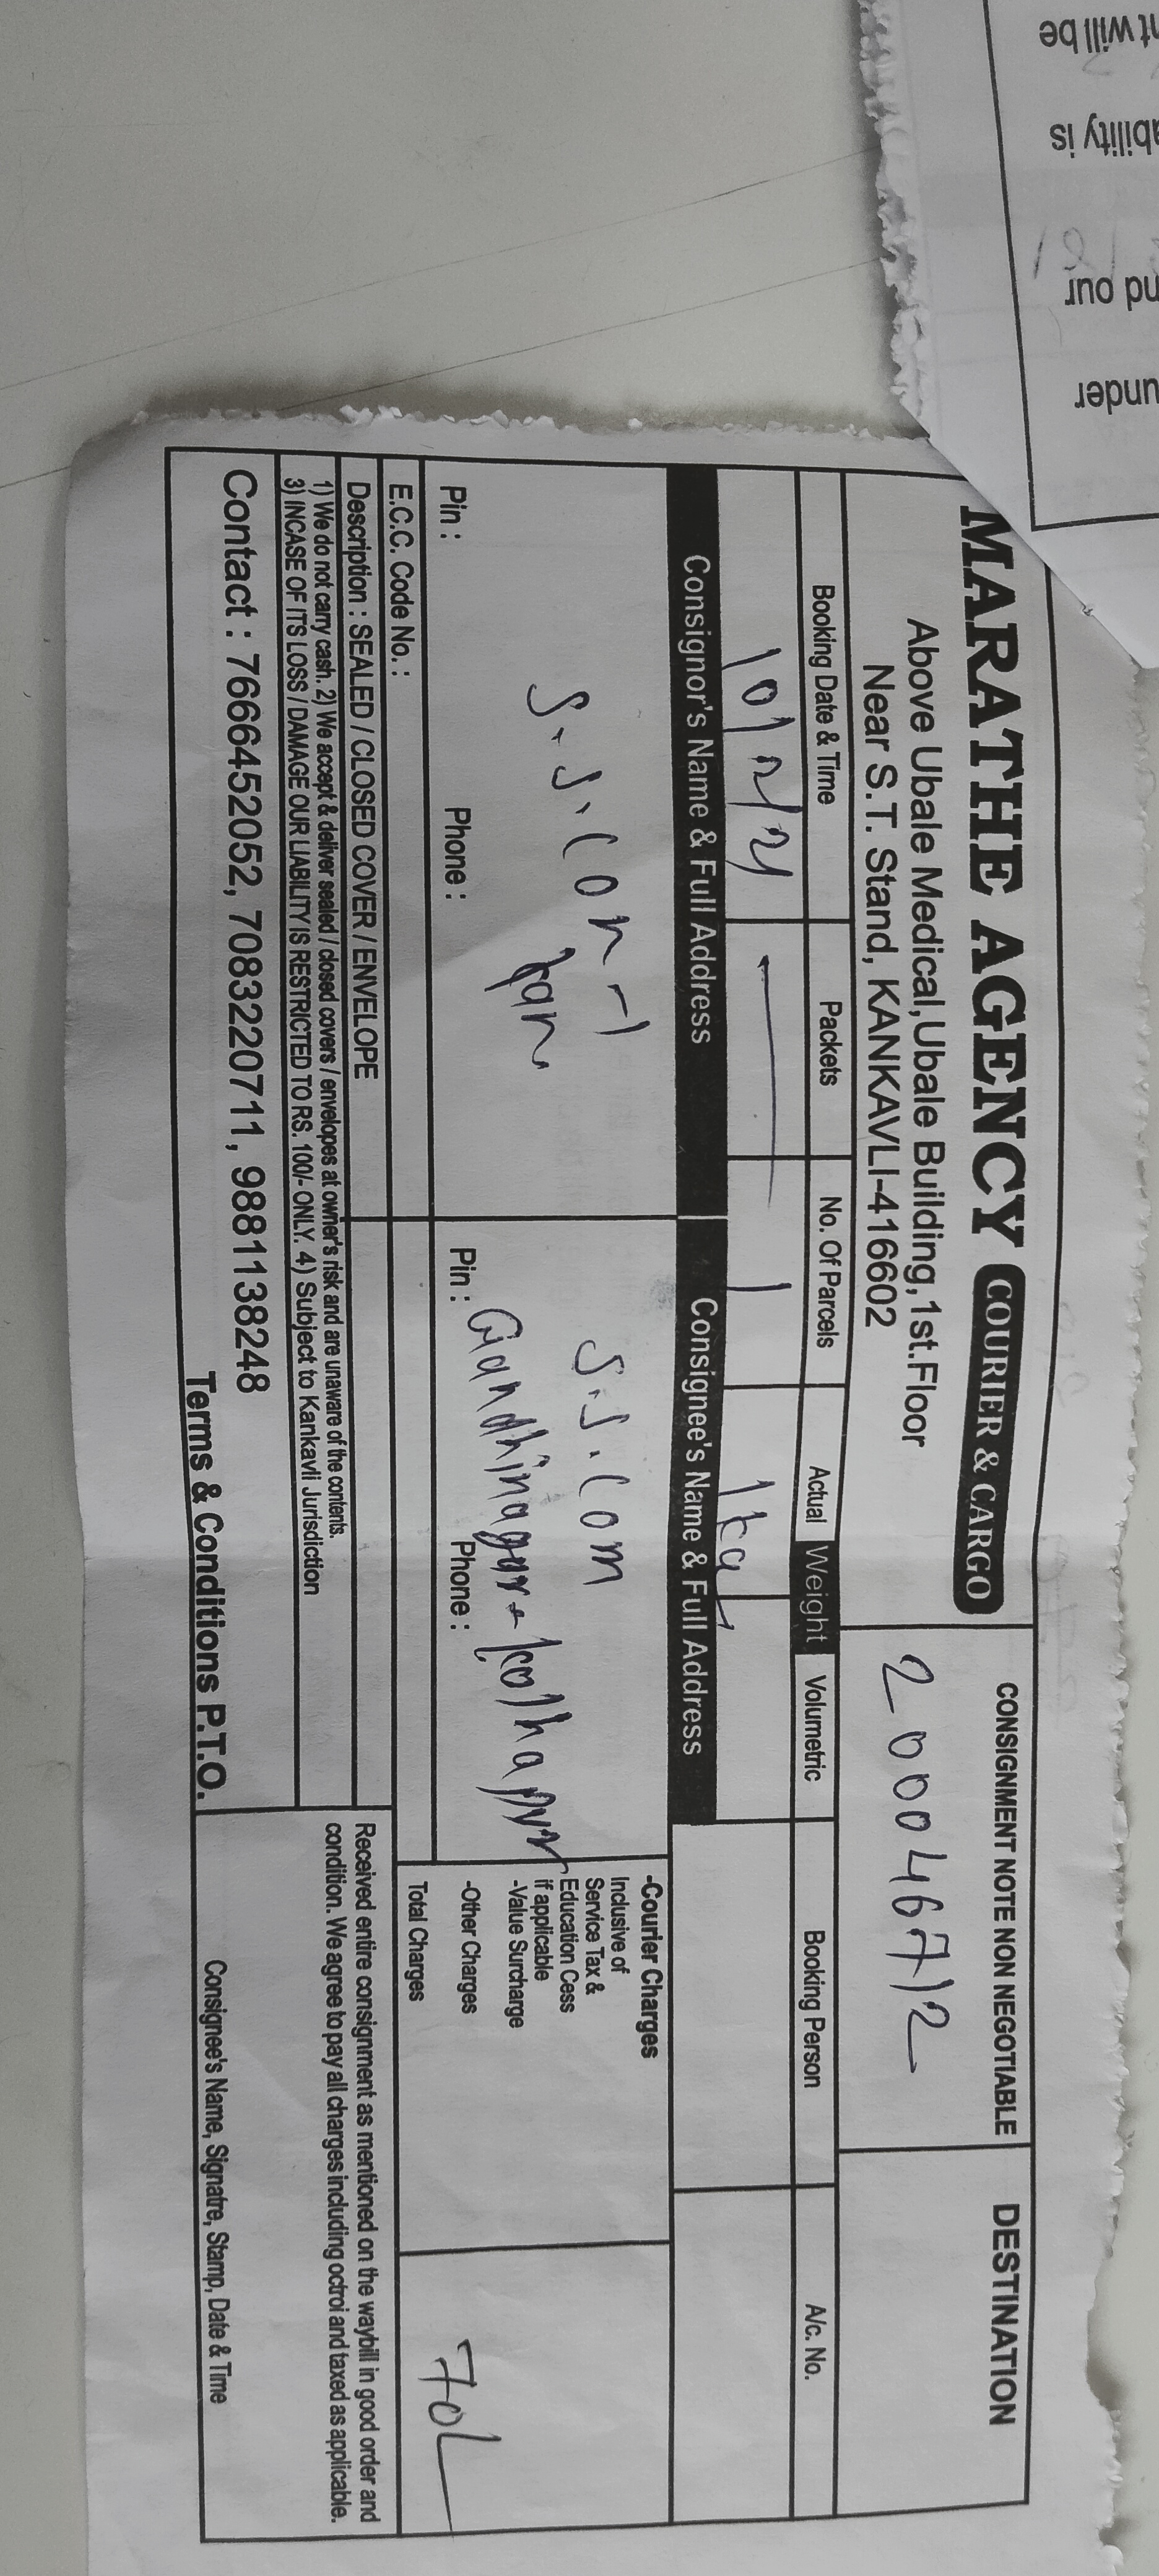 MARATHE AGENCY COURIER & CARGO
Above Ubale Medical,Ubale Building,1st.Floor
Near S.T. Stand, KANKAVLI-416602
CONSIGNMENT NOTE NON NEGOTIABLE
200046712
DESTINATION
Booking Date & Time
Packets
No. Of Parcels
Actual Weight Volumetric
Booking Person
A/c. No.
10/2/21
1
1kg
Consignor's Name & Full Address
Consignee's Name & Full Address
S.S.Com
kan
S.S.Com
Gandhinagar-kolhapur
Pin :
Phone :
Pin :
Phone :
-Courier Charges
Inclusive of
Service Tax &
Education Cess
if applicable
-Value Surcharge
-Other Charges
Total Charges
E.C.C. Code No. :
Description : SEALED / CLOSED COVER / ENVELOPE
1) We do not carry cash. 2) We accept & deliver sealed / closed covers / envelopes at owner's risk and are unaware of the contents.
3) INCASE OF ITS LOSS / DAMAGE OUR LIABILITY IS RESTRICTED TO RS. 100/- ONLY. 4) Subject to Kankavli Jurisdiction
Contact : 7666452052, 7083220711, 9881138248
Terms & Conditions P.T.O.
Received entire consignment as mentioned on the waybill in good order and
condition. We agree to pay all charges including octroi and taxed as applicable.
Consignee's Name, Signatre, Stamp, Date & Time
under
our
is
will be